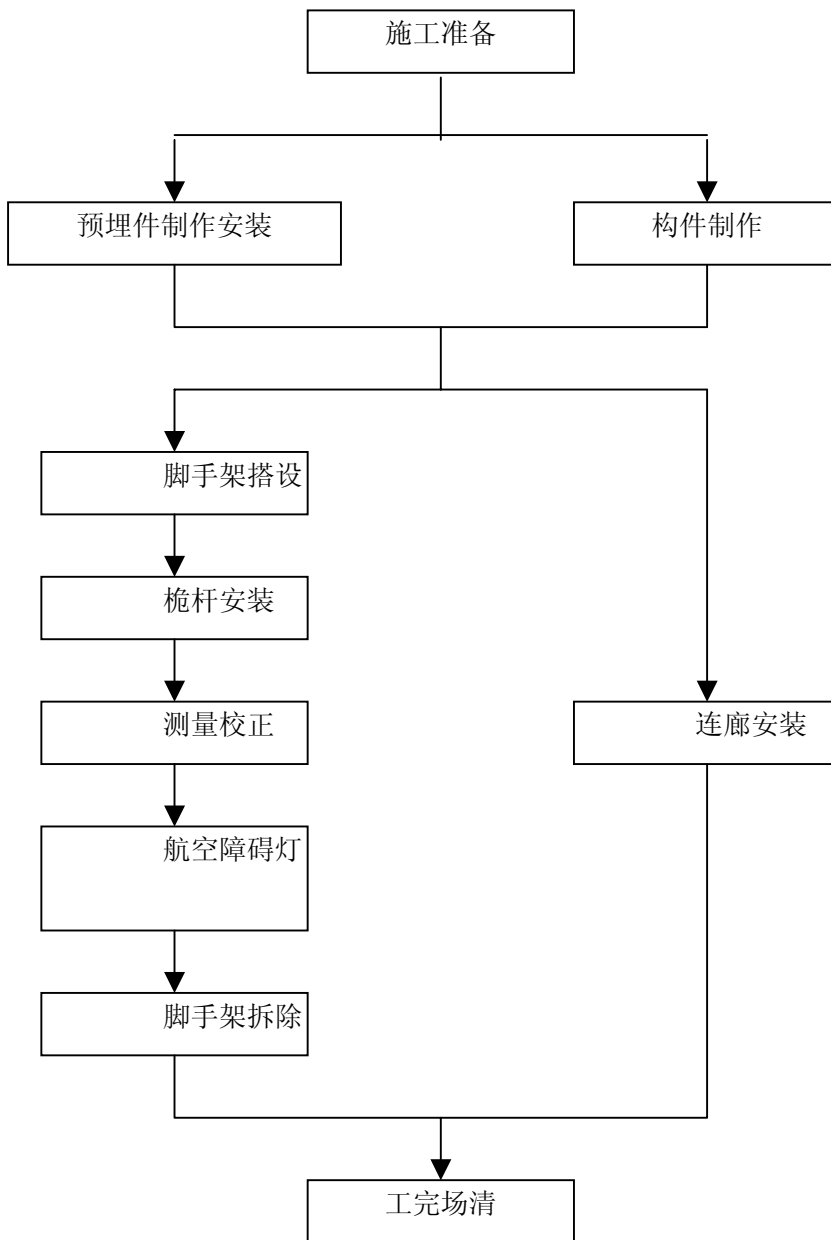 施工准备
预埋件制作安装
构件制作
脚手架搭设
桅杆安装
测量校正
连廊安装
航空障碍灯
脚手架拆除
工完场清